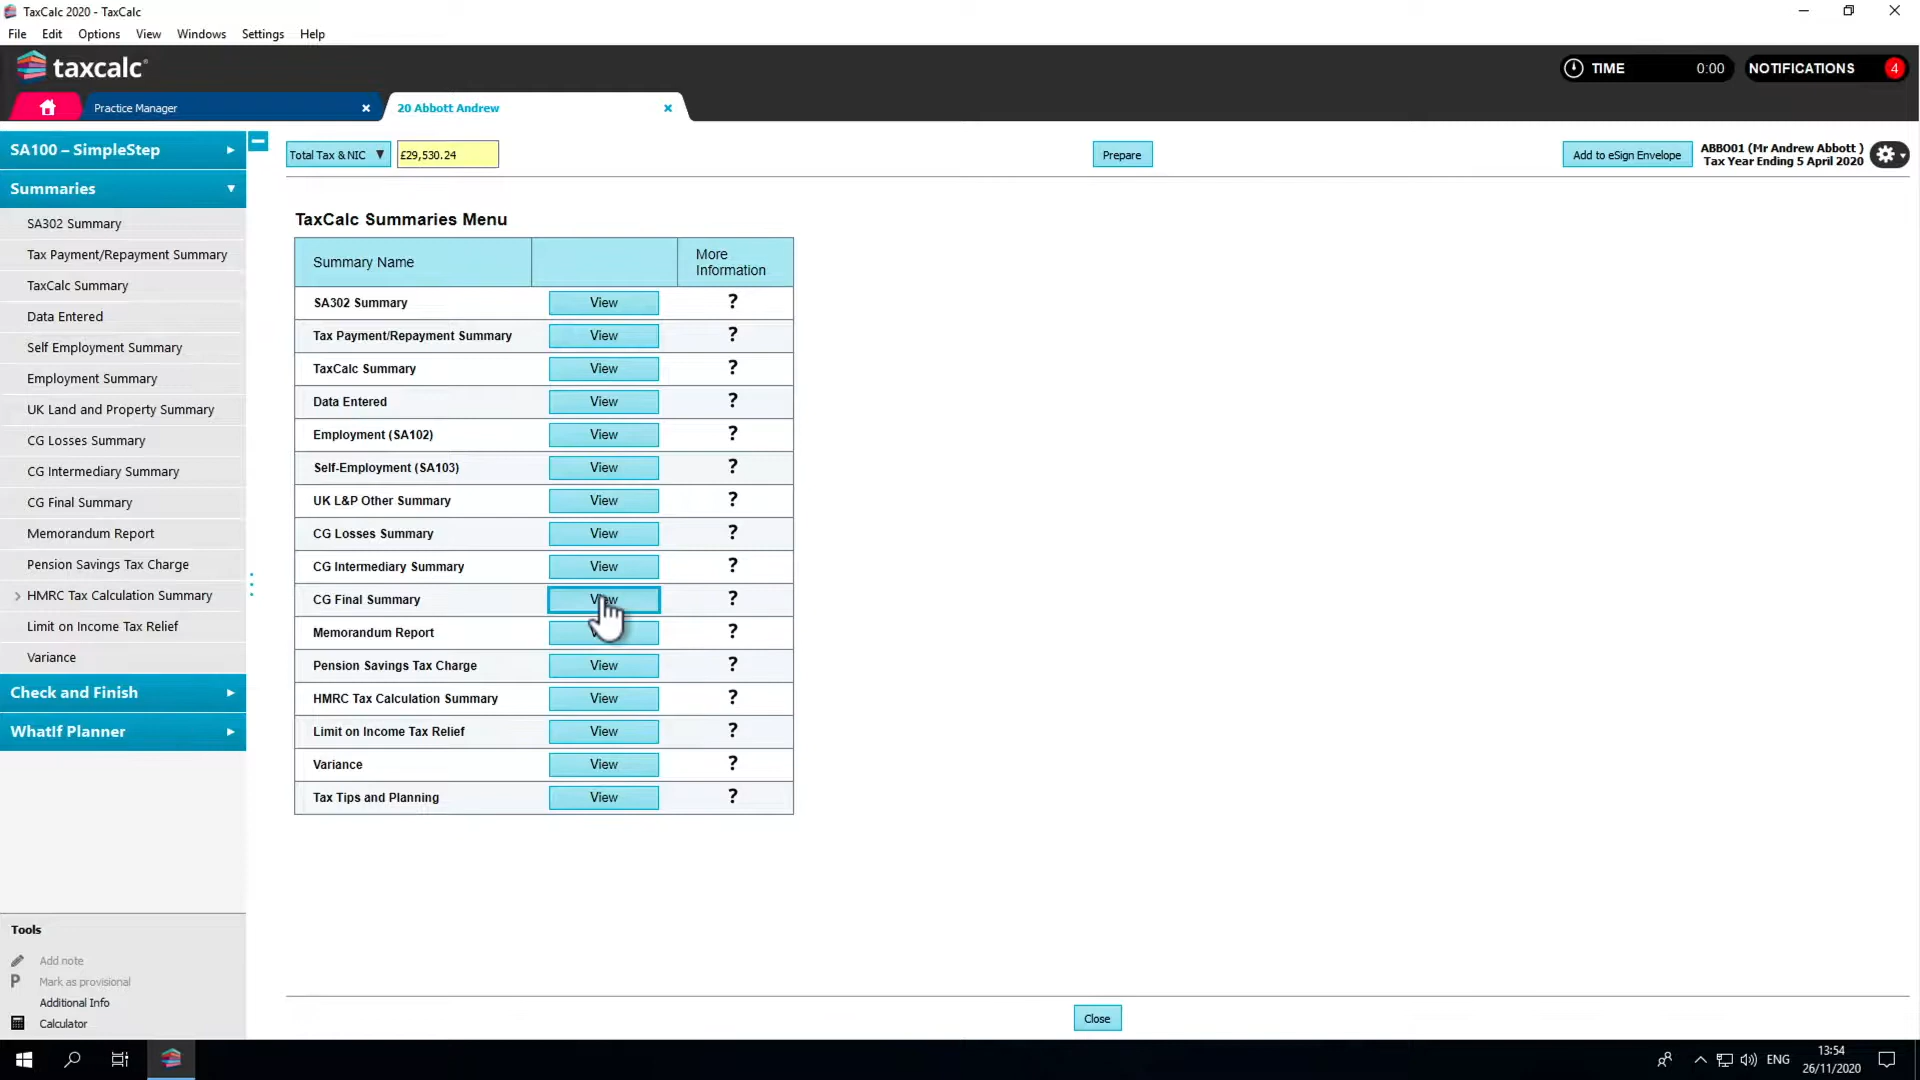 TaxCalc 2020 - TaxCalc
File Edit Options View Windows Settings Help
taxcalc
TIME 0:00 NOTIFICATIONS 4
Practice Manager × 20 Abbott Andrew ×
SA100 – SimpleStep
Summaries
SA302 Summary
Tax Payment/Repayment Summary
TaxCalc Summary
Data Entered
Self Employment Summary
Employment Summary
UK Land and Property Summary
CG Losses Summary
CG Intermediary Summary
CG Final Summary
Memorandum Report
Pension Savings Tax Charge
HMRC Tax Calculation Summary
Limit on Income Tax Relief
Variance
Check and Finish
WhatIf Planner
Tools
Add note
P Mark as provisional
Additional Info
Calculator
Total Tax & NIC £29,530.24 Prepare Add to eSign Envelope
ABBO01 (Mr Andrew Abbott )
Tax Year Ending 5 April 2020
TaxCalc Summaries Menu
Summary Name More Information
SA302 Summary View ?
Tax Payment/Repayment Summary View ?
TaxCalc Summary View ?
Data Entered View ?
Employment (SA102) View ?
Self-Employment (SA103) View ?
UK L&P Other Summary View ?
CG Losses Summary View ?
CG Intermediary Summary View ?
CG Final Summary View ?
Memorandum Report View ?
Pension Savings Tax Charge View ?
HMRC Tax Calculation Summary View ?
Limit on Income Tax Relief View ?
Variance View ?
Tax Tips and Planning View ?
Close
ENG 13:54
26/11/2020